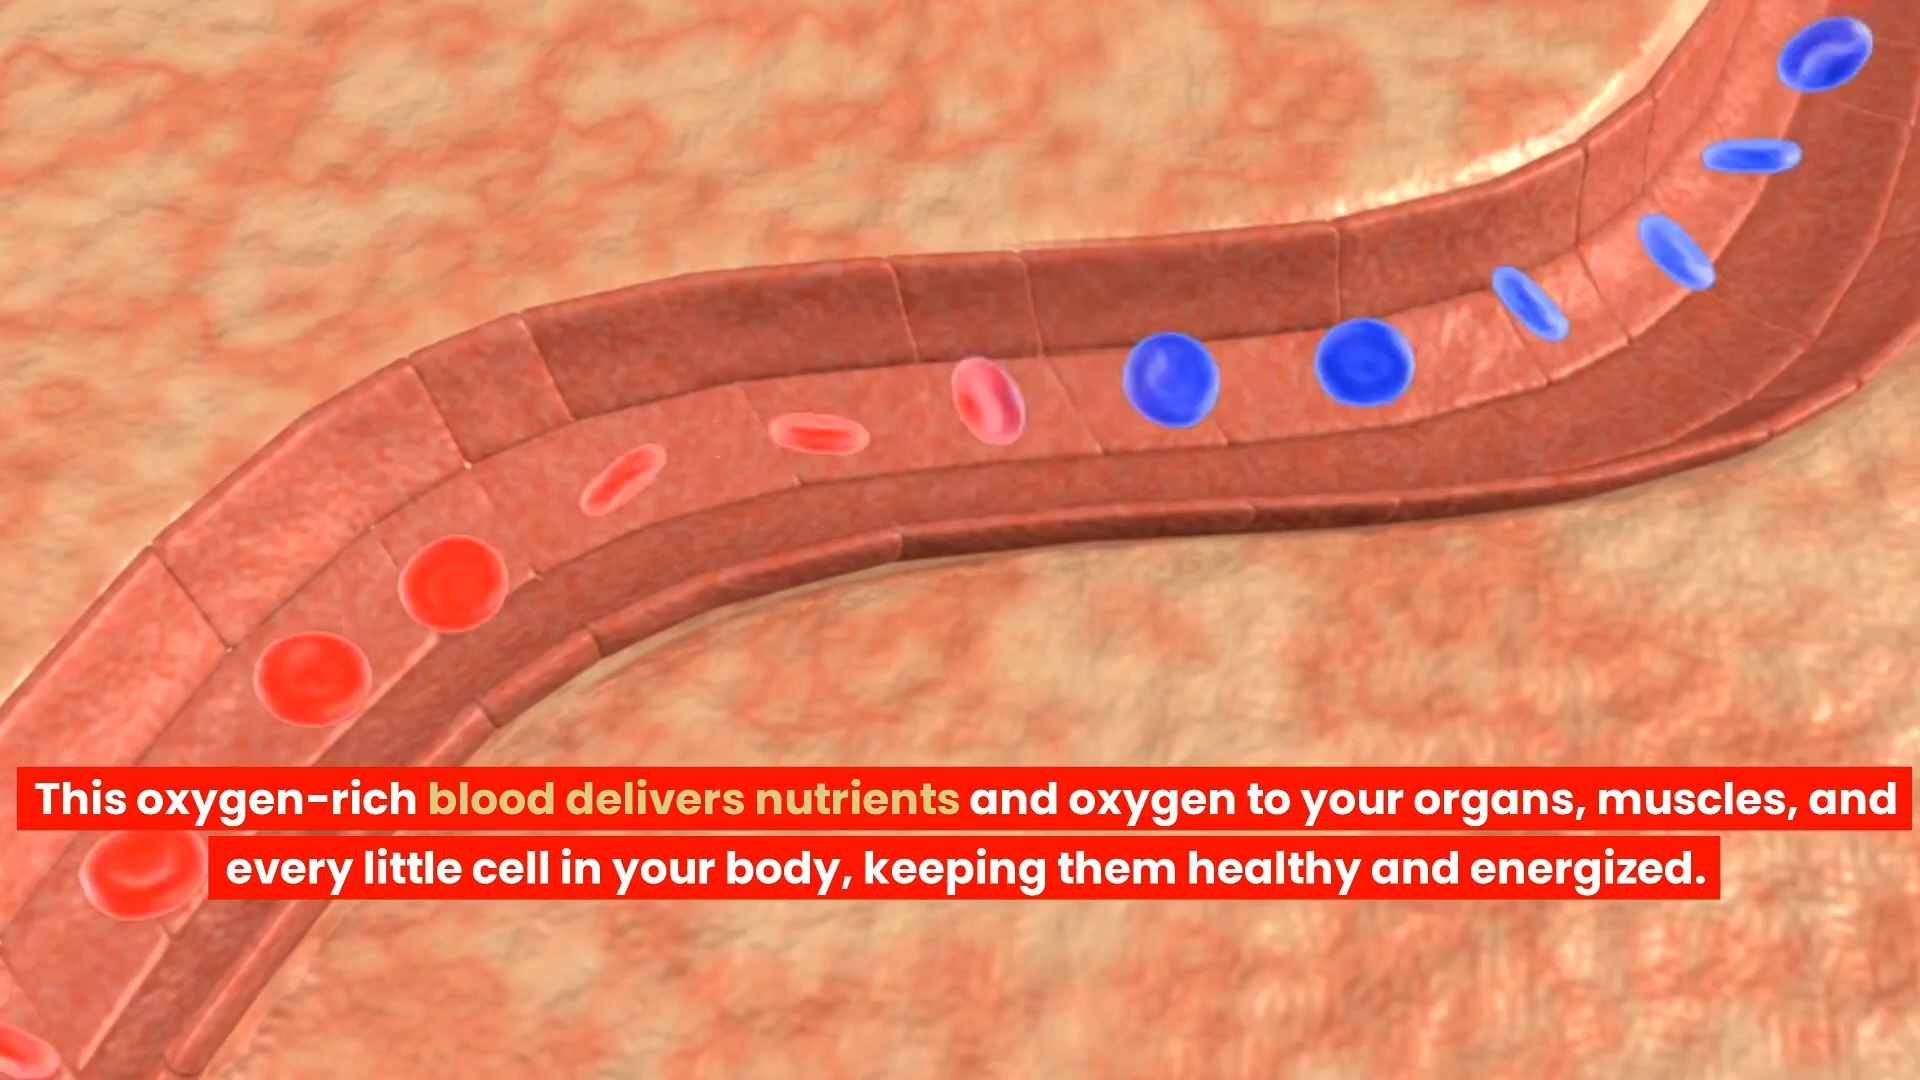 This oxygen-rich blood delivers nutrients and oxygen to your organs, muscles, and
every little cell in your body, keeping them healthy and energized.